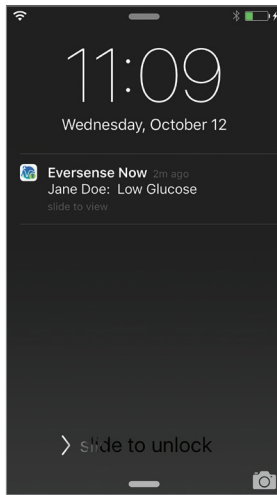 11:09
Wednesday, October 12
Eversense Now 2m ago
Jane Doe: Low Glucose
slide to view
slide to unlock